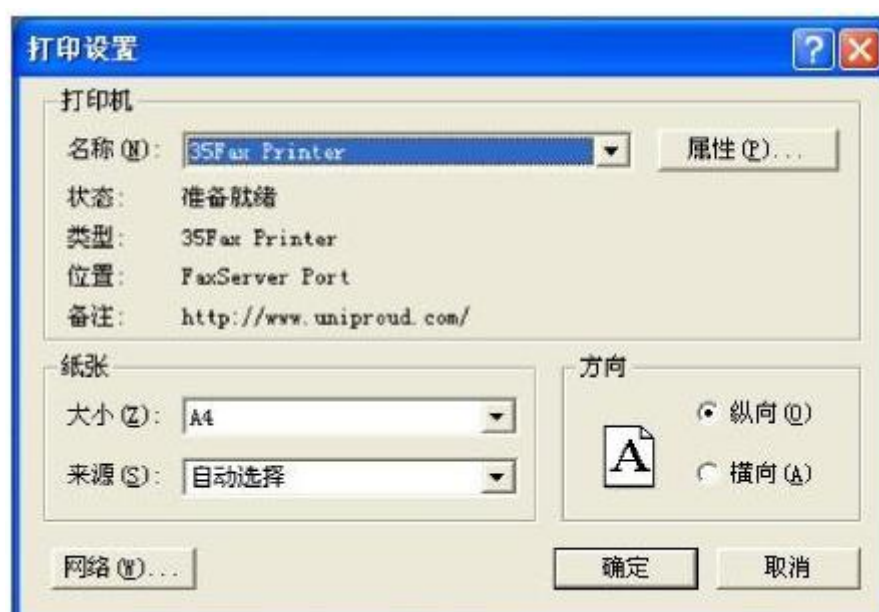 打印设置
打印机
名称(N): 35Fax Printer 属性(P)...
状态: 准备就绪
类型: 35Fax Printer
位置: FaxServer Port
备注: http://www.uniproud.com/
纸张
大小(Z): A4
来源(S): 自动选择
方向
A
纵向(O)
横向(A)
网络(W)... 确定 取消